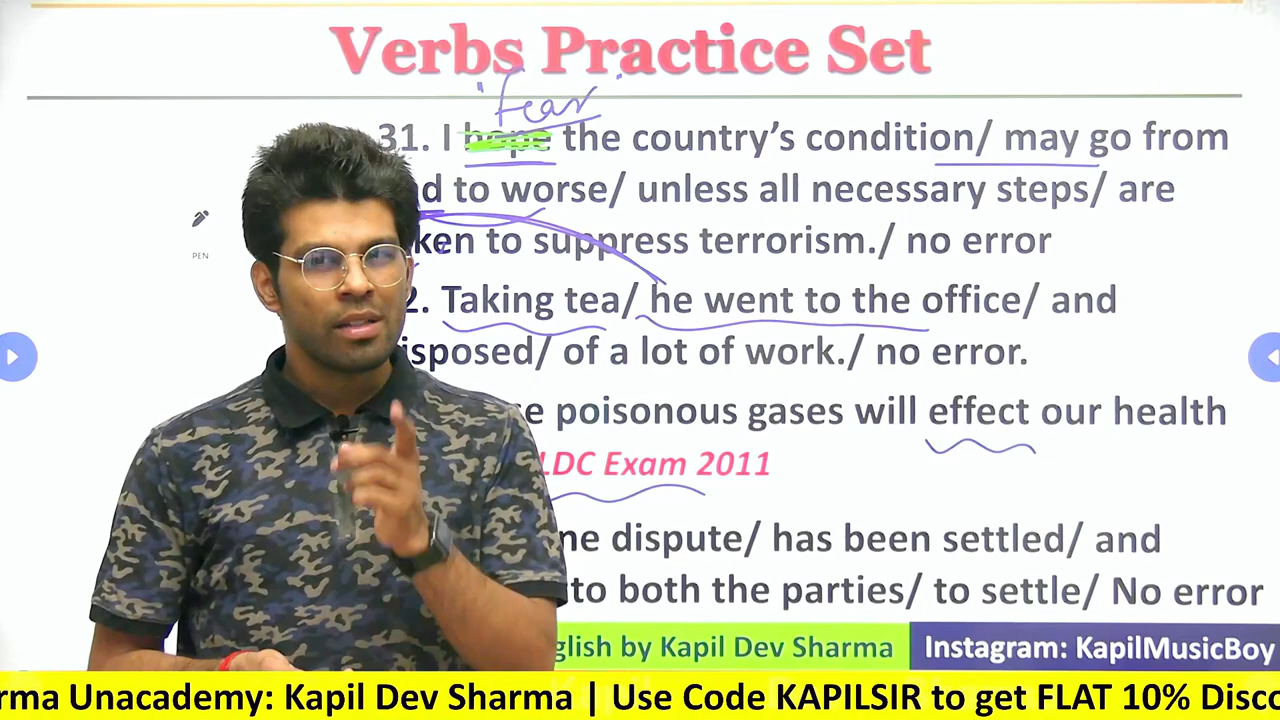 Verbs Practice Set
"fear"
31. I hope the country's condition/ may go from
to worse/ unless all necessary steps/ are
to suppress terrorism./ no error
2. Taking tea/ he went to the office/ and
isposed/ of a lot of work./ no error.
PEN
poisonous gases will effect our health
LDC Exam 2011
dispute/ has been settled/ and
to both the parties/ to settle/ No error
glish by Kapil Dev Sharma
Instagram: KapilMusicBoy
rma Unacademy: Kapil Dev Sharma | Use Code KAPILSIR to get FLAT 10% Disco